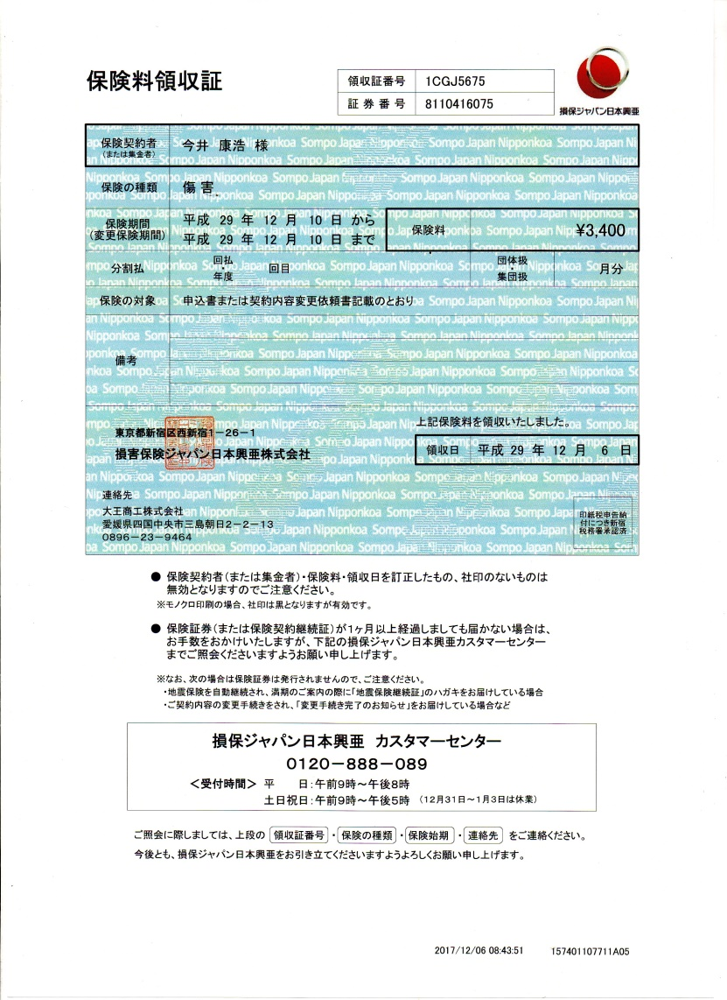 保険料領収証
領収証番号 1CGJ5675
証券番号 8110416075
損保ジャパン日本興亜
保険契約者 今井 康浩 様
(または集金者)
保険の種類 傷害
保険期間 平成 29 年 12 月 10 日 から
(変更保険期間) 平成 29 年 12 月 10 日 まで
保険料 ¥3,400
分割払 回払・年度 回目 団体扱・集団扱 月分
保険の対象 申込書または契約内容変更依頼書記載のとおり
備考
上記保険料を領収いたしました。
東京都新宿区西新宿1-26-1
損害保険ジャパン日本興亜株式会社
領収日 平成 29 年 12 月 6 日
連絡先
大王商工株式会社
愛媛県四国中央市三島朝日2-2-13
0896-23-9464
印紙税申告納
付につき新宿
税務署承認済
● 保険契約者(または集金者)・保険料・領収日を訂正したもの、社印のないものは
無効となりますのでご注意ください。
※モノクロ印刷の場合、社印は黒となりますが有効です。
● 保険証券(または保険契約継続証)が1ヶ月以上経過しましても届かない場合は、
お手数をおかけいたしますが、下記の損保ジャパン日本興亜カスタマーセンター
までご照会くださいますようお願い申し上げます。
※なお、次の場合は保険証券は発行されませんので、ご注意ください。
・地震保険を自動継続され、満期のご案内の際に「地震保険継続証」のハガキをお届けしている場合
・ご契約内容の変更手続きをされ、「変更手続き完了のお知らせ」をお届けしている場合など
損保ジャパン日本興亜 カスタマーセンター
0120-888-089
<受付時間> 平 日:午前9時~午後8時
土日祝日:午前9時~午後5時 (12月31日~1月3日は休業)
ご照会に際しましては、上段の 領収証番号・保険の種類・保険始期・連絡先 をご連絡ください。
今後とも、損保ジャパン日本興亜をお引き立てくださいますようよろしくお願い申し上げます。
2017/12/06 08:43:51 157401107711A05